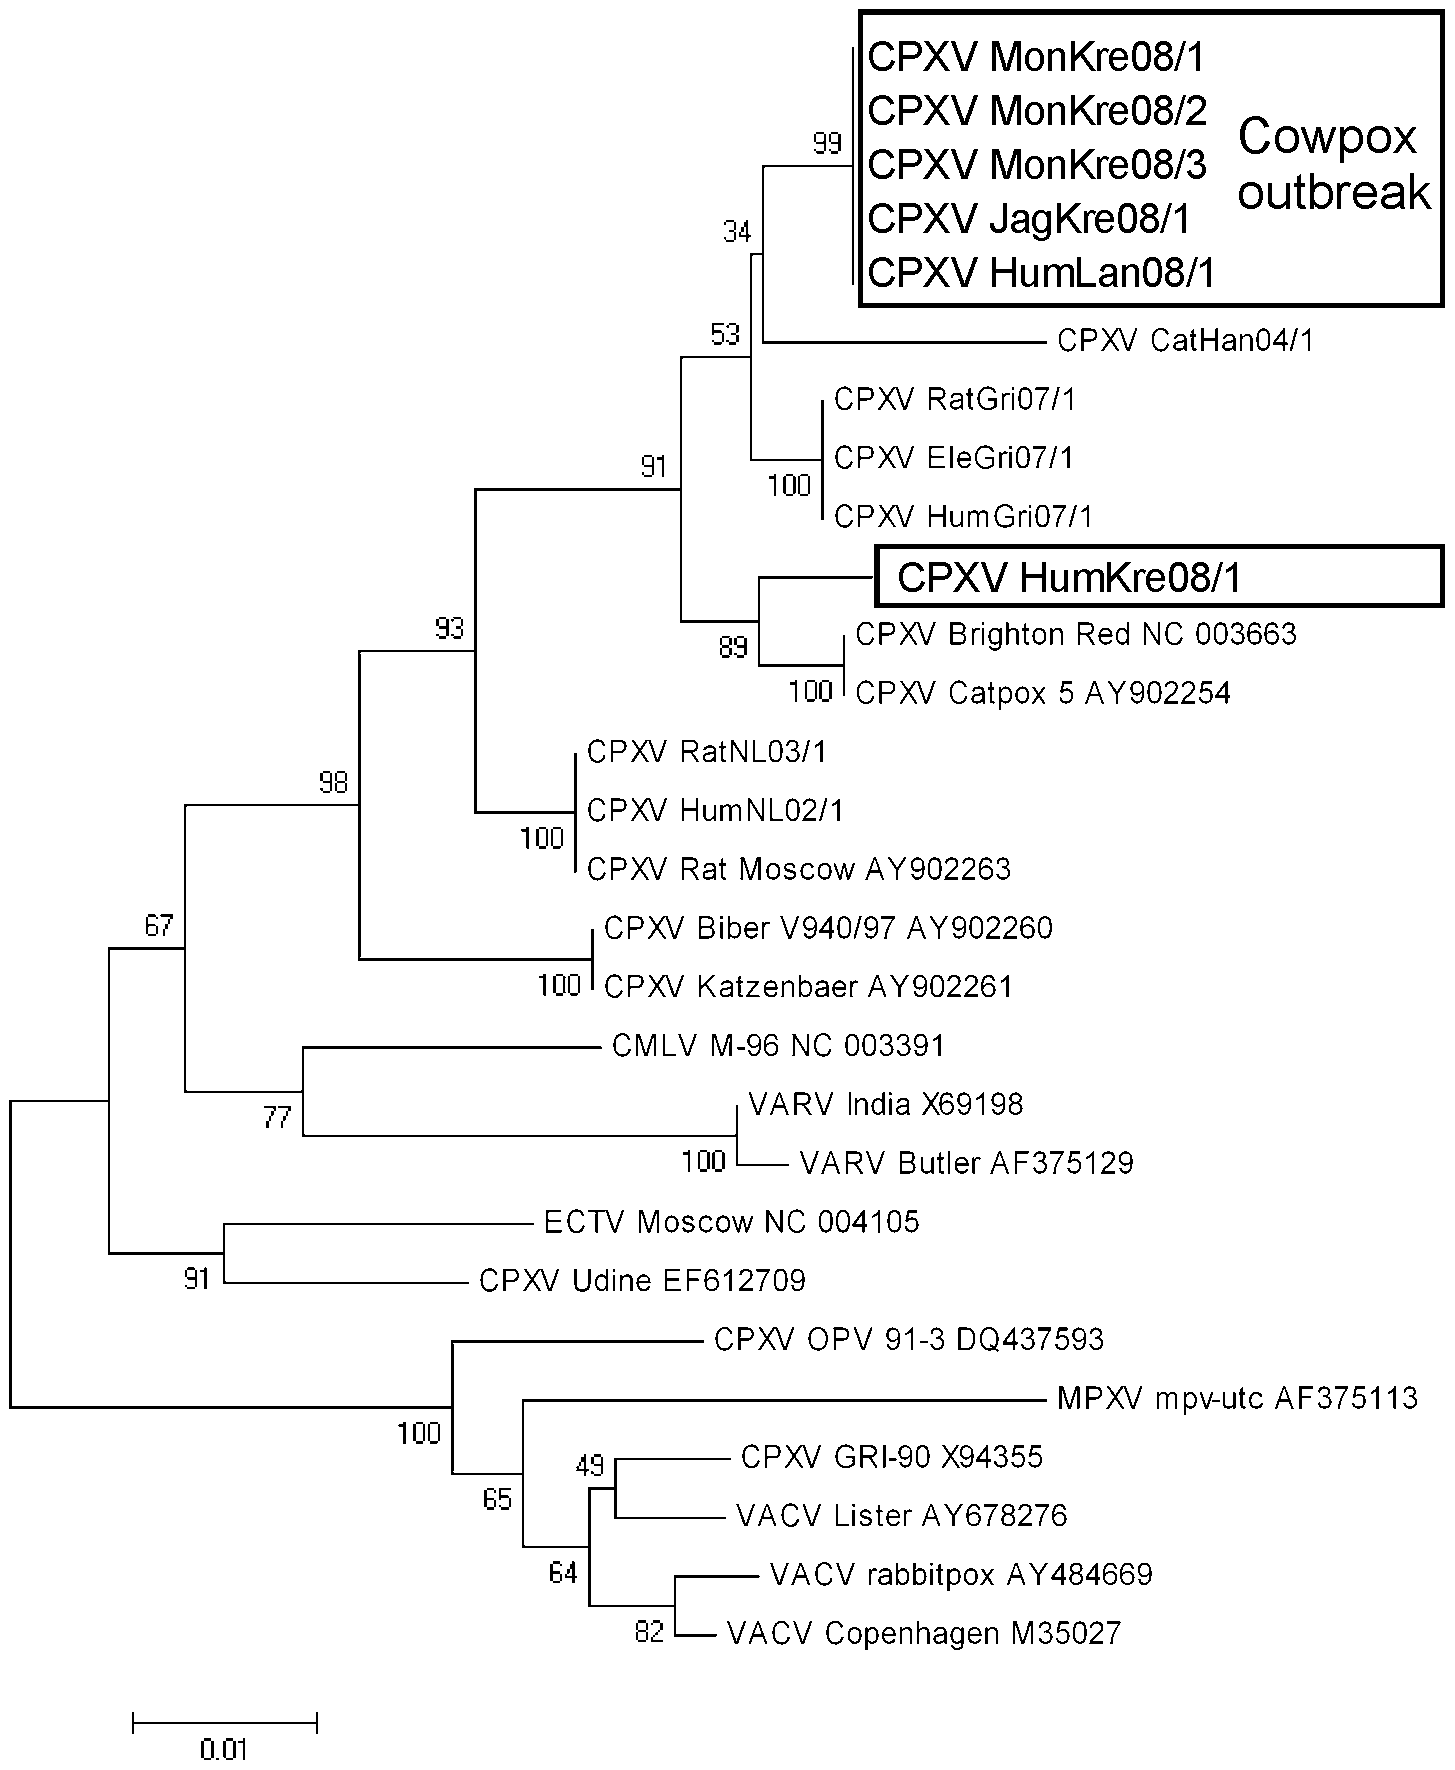 CPXV MonKre08/1
CPXV MonKre08/2
CPXV MonKre08/3
CPXV JagKre08/1
CPXV HumLan08/1
Cowpox
outbreak
99
34
CPXV CatHan04/1
53
CPXV RatGri07/1
CPXV EleGri07/1
CPXV HumGri07/1
100
91
CPXV HumKre08/1
CPXV Brighton Red NC 003663
CPXV Catpox 5 AY902254
89
100
93
CPXV RatNL03/1
CPXV HumNL02/1
CPXV Rat Moscow AY902263
100
98
CPXV Biber V940/97 AY902260
CPXV Katzenbaer AY902261
100
67
CMLV M-96 NC 003391
VARV India X69198
VARV Butler AF375129
77
100
ECTV Moscow NC 004105
CPXV Udine EF612709
91
CPXV OPV 91-3 DQ437593
MPXV mpv-utc AF375113
100
CPXV GRI-90 X94355
49
VACV Lister AY678276
65
VACV rabbitpox AY484669
64
VACV Copenhagen M35027
82
0.01